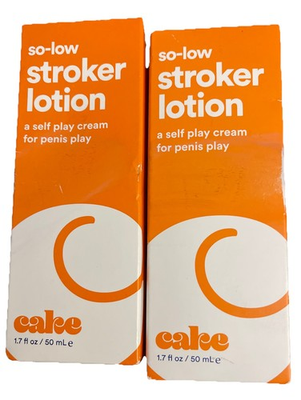 so-low
stroker
lotion
a self play cream
for penis play
cake
1.7 fl oz / 50 mL e
so-low
stroker
lotion
a self play cream
for penis play
cake
1.7 fl oz / 50 mL e